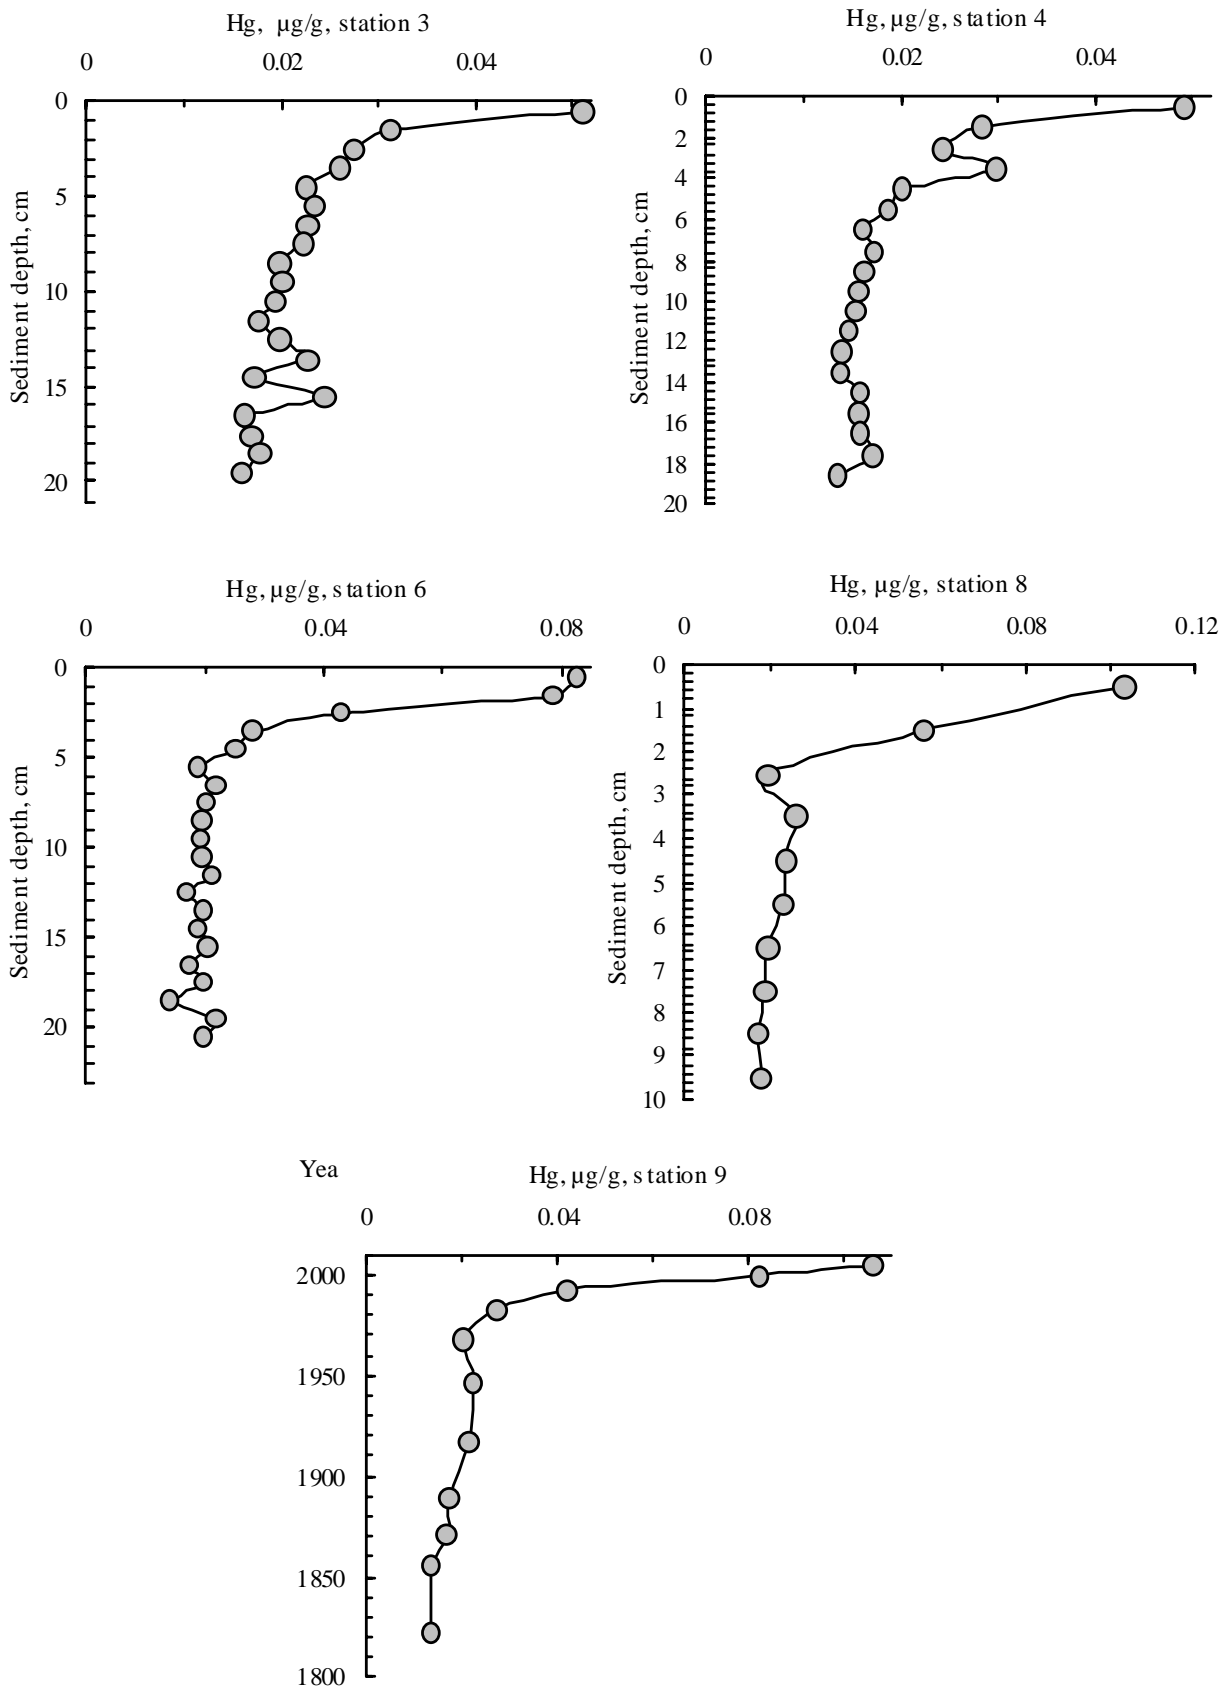 Hg, µg/g, station 3
0 0.02 0.04
0
5
10
15
20
Sediment depth, cm
Hg, µg/g, station 4
0 0.02 0.04
0
2
4
6
8
10
12
14
16
18
20
Sediment depth, cm
Hg, µg/g, station 6
0 0.04 0.08
0
5
10
15
20
Sediment depth, cm
Hg, µg/g, station 8
0 0.04 0.08 0.12
0
1
2
3
4
5
6
7
8
9
10
Sediment depth, cm
Yea
Hg, µg/g, station 9
0 0.04 0.08
2000
1950
1900
1850
1800